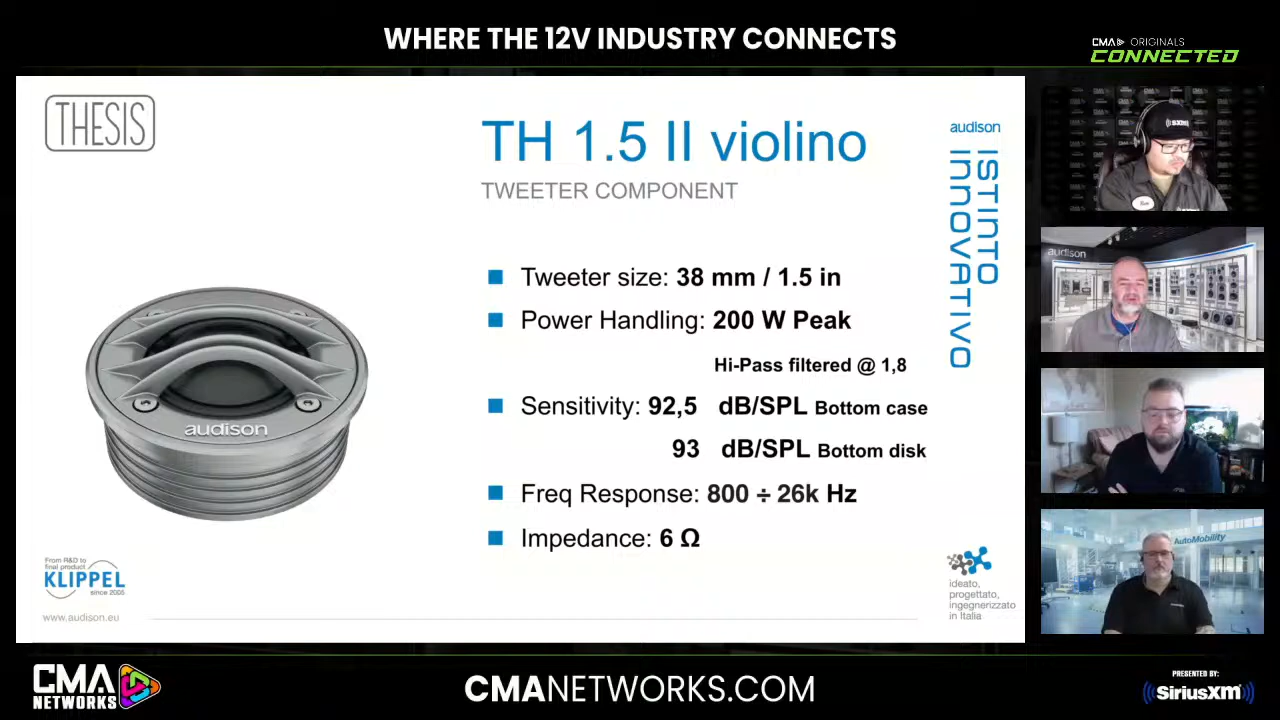 WHERE THE 12V INDUSTRY CONNECTS
CMA ORIGINALS
CONNECTED
THESIS
TH 1.5 II violino
TWEETER COMPONENT
audison
ISTINTO
INNOVATIVO
Tweeter size: 38 mm / 1.5 in
Power Handling: 200 W Peak
Hi-Pass filtered @ 1,8
Sensitivity: 92,5 dB/SPL Bottom case
93 dB/SPL Bottom disk
Freq Response: 800 ÷ 26k Hz
Impedance: 6 Ω
audison
From R&D to
final product
KLIPPEL
since 2005
www.audison.eu
ideato,
progettato,
ingegnerizzato
in Italia
audison
AutoMobility
CMA
NETWORKS
CMANETWORKS.COM
PRESENTED BY:
SiriusXM